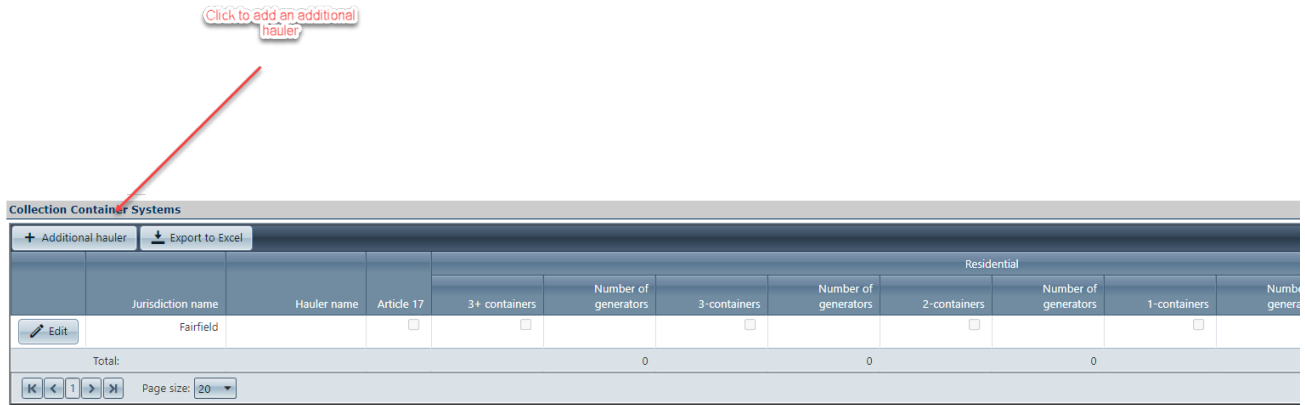 Click to add an additional
hauler
Collection Container Systems
+ Additional hauler Export to Excel
Residential
Jurisdiction name Hauler name Article 17 3+ containers Number of generators 3-containers Number of generators 2-containers Number of generators 1-containers
Edit Fairfield
Total: 0 0 0
1 Page size: 20